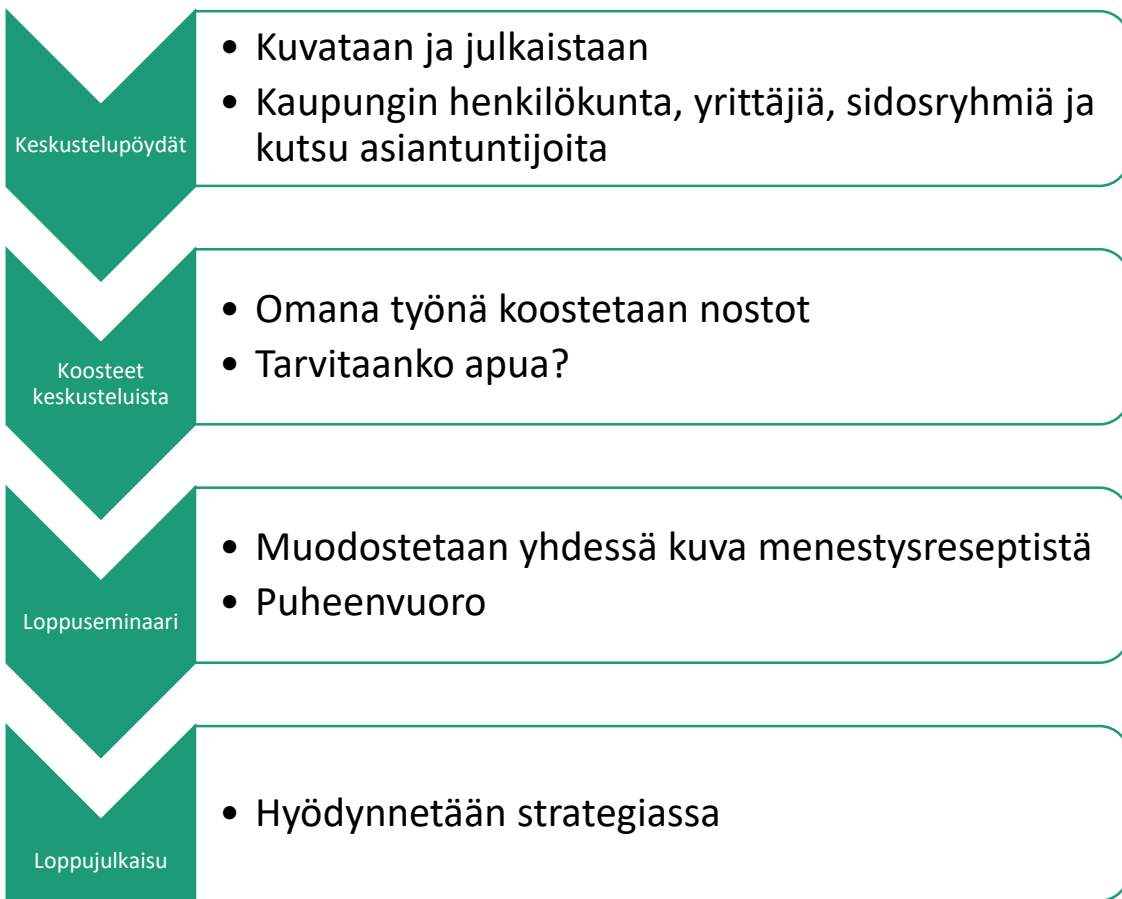 Keskustelupöydät
• Kuvataan ja julkaistaan
• Kaupungin henkilökunta, yrittäjiä, sidosryhmiä ja
kutsu asiantuntijoita
Koosteet
keskusteluista
• Omana työnä koostetaan nostot
• Tarvitaanko apua?
Loppuseminaari
• Muodostetaan yhdessä kuva menestysreseptistä
• Puheenvuoro
Loppujulkaisu
• Hyödynnetään strategiassa